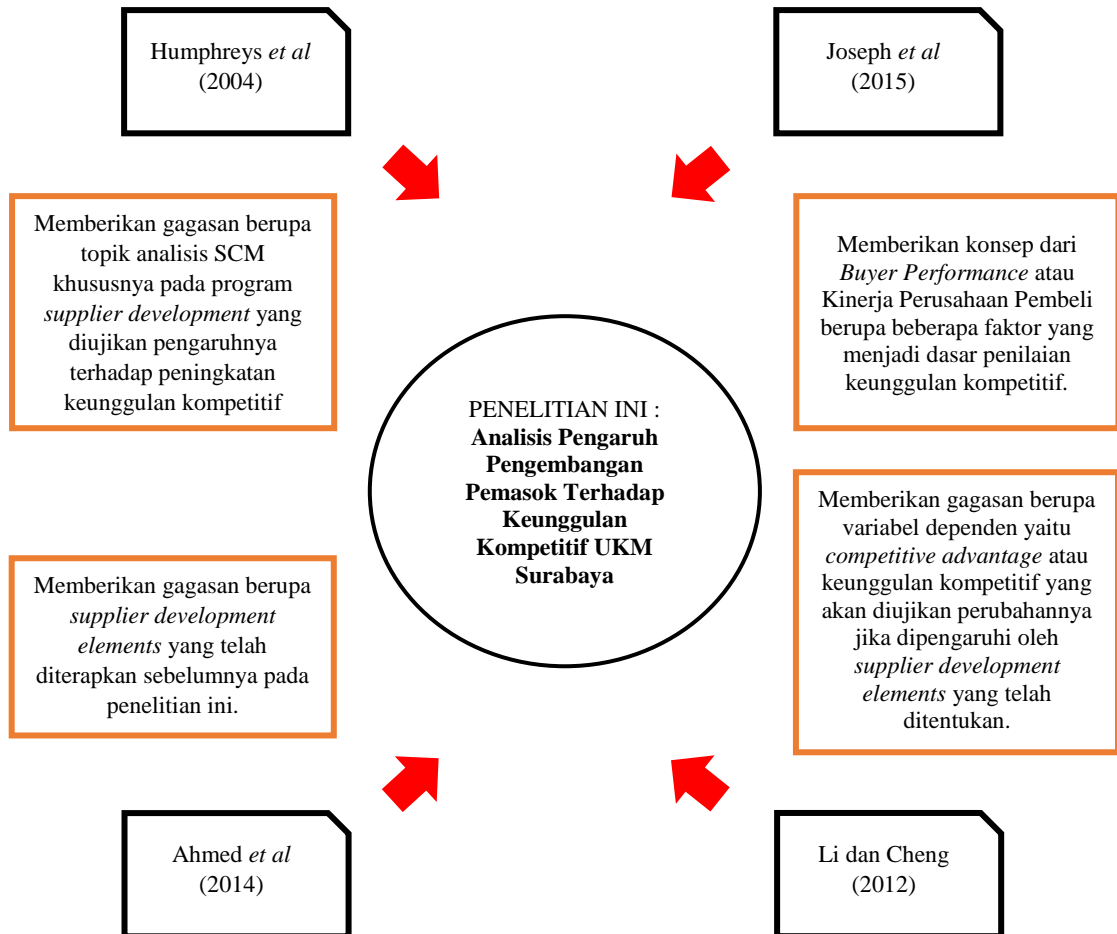 Humphreys et al
(2004)
Joseph et al
(2015)
Memberikan gagasan berupa
topik analisis SCM
khususnya pada program
supplier development yang
diujikan pengaruhnya
terhadap peningkatan
keunggulan kompetitif
Memberikan konsep dari
Buyer Performance atau
Kinerja Perusahaan Pembeli
berupa beberapa faktor yang
menjadi dasar penilaian
keunggulan kompetitif.
PENELITIAN INI :
Analisis Pengaruh
Pengembangan
Pemasok Terhadap
Keunggulan
Kompetitif UKM
Surabaya
Memberikan gagasan berupa
supplier development
elements yang telah
diterapkan sebelumnya pada
penelitian ini.
Memberikan gagasan berupa
variabel dependen yaitu
competitive advantage atau
keunggulan kompetitif yang
akan diujikan perubahannya
jika dipengaruhi oleh
supplier development
elements yang telah
ditentukan.
Ahmed et al
(2014)
Li dan Cheng
(2012)